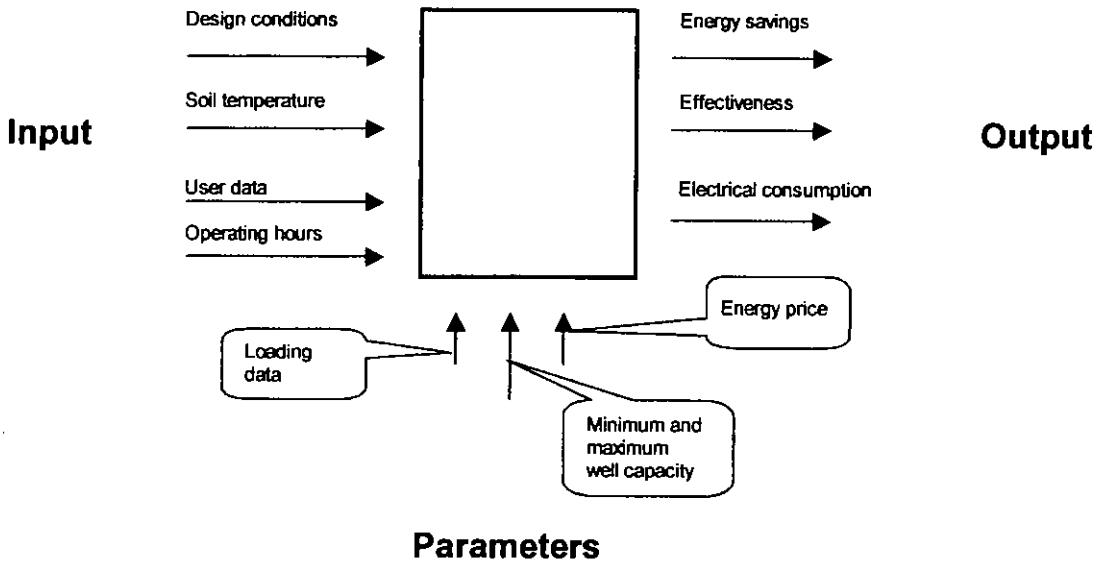 Design conditions
Energy savings
Soil temperature
Effectiveness
Input
Output
User data
Electrical consumption
Operating hours
Energy price
Loading
data
Minimum and
maximum
well capacity
Parameters